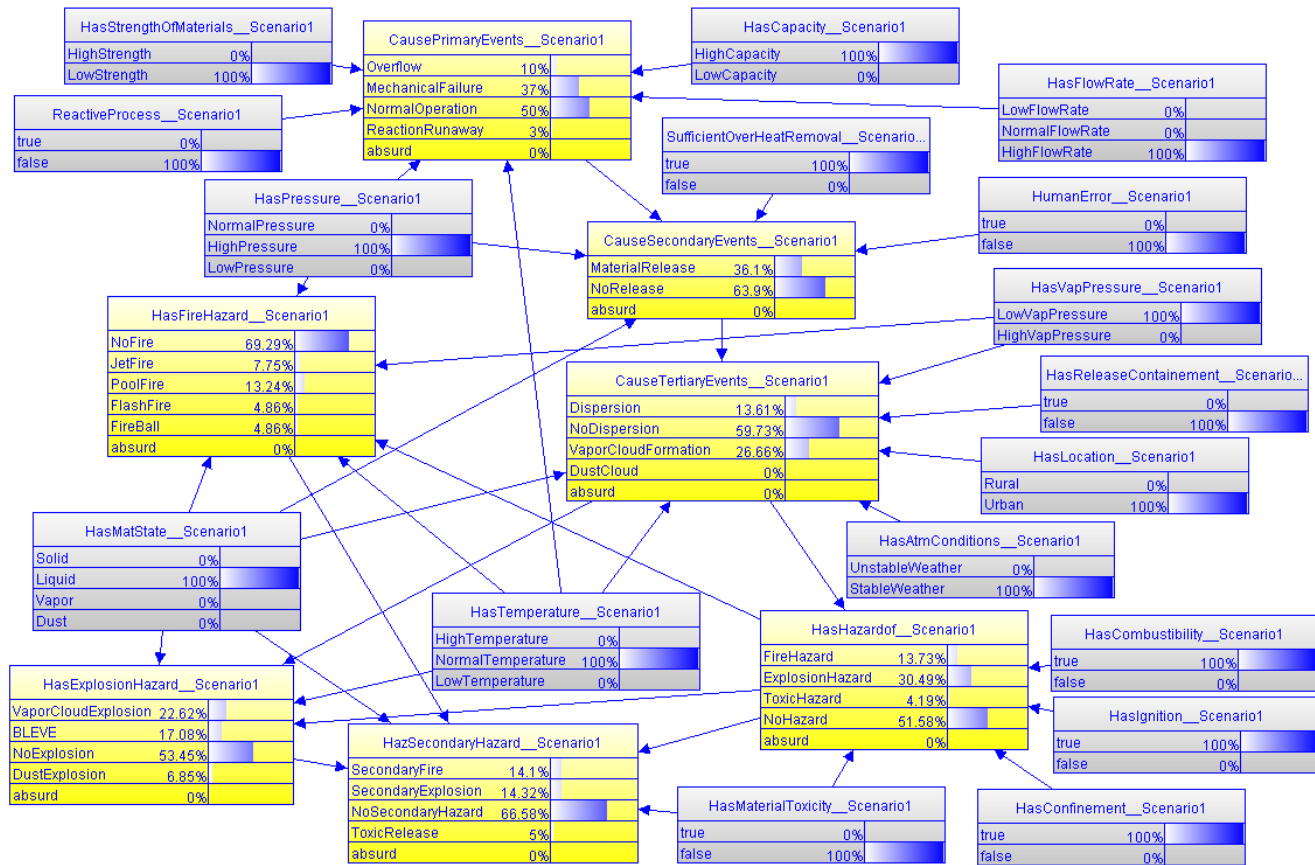 HasStrengthOfMaterials__Scenario1
HighStrength 0%
LowStrength 100%
CausePrimaryEvents__Scenario1
Overflow 10%
MechanicalFailure 37%
NormalOperation 50%
ReactionRunaway 3%
absurd 0%
HasCapacity__Scenario1
HighCapacity 100%
LowCapacity 0%
HasFlowRate__Scenario1
LowFlowRate 0%
NormalFlowRate 0%
HighFlowRate 100%
ReactiveProcess__Scenario1
true 0%
false 100%
SufficientOverHeatRemoval__Scenario...
true 100%
false 0%
HasPressure__Scenario1
NormalPressure 0%
HighPressure 100%
LowPressure 0%
HumanError__Scenario1
true 0%
false 100%
CauseSecondaryEvents__Scenario1
MaterialRelease 36.1%
NoRelease 63.9%
absurd 0%
HasVapPressure__Scenario1
LowVapPressure 100%
HighVapPressure 0%
HasFireHazard__Scenario1
NoFire 69.29%
JetFire 7.75%
PoolFire 13.24%
FlashFire 4.86%
FireBall 4.86%
absurd 0%
CauseTertiaryEvents__Scenario1
Dispersion 13.61%
NoDispersion 59.73%
VaporCloudFormation 26.66%
DustCloud 0%
absurd 0%
HasReleaseContainement__Scenario...
true 0%
false 100%
HasLocation__Scenario1
Rural 0%
Urban 100%
HasMatState__Scenario1
Solid 0%
Liquid 100%
Vapor 0%
Dust 0%
HasAtmConditions__Scenario1
UnstableWeather 0%
StableWeather 100%
HasTemperature__Scenario1
HighTemperature 0%
NormalTemperature 100%
LowTemperature 0%
HasHazardof__Scenario1
FireHazard 13.73%
ExplosionHazard 30.49%
ToxicHazard 4.19%
NoHazard 51.58%
absurd 0%
HasCombustibility__Scenario1
true 100%
false 0%
HasExplosionHazard__Scenario1
VaporCloudExplosion 22.62%
BLEVE 17.08%
NoExplosion 53.45%
DustExplosion 6.85%
absurd 0%
HasIgnition__Scenario1
true 100%
false 0%
HazSecondaryHazard__Scenario1
SecondaryFire 14.1%
SecondaryExplosion 14.32%
NoSecondaryHazard 66.58%
ToxicRelease 5%
absurd 0%
HasMaterialToxicity__Scenario1
true 0%
false 100%
HasConfinement__Scenario1
true 100%
false 0%